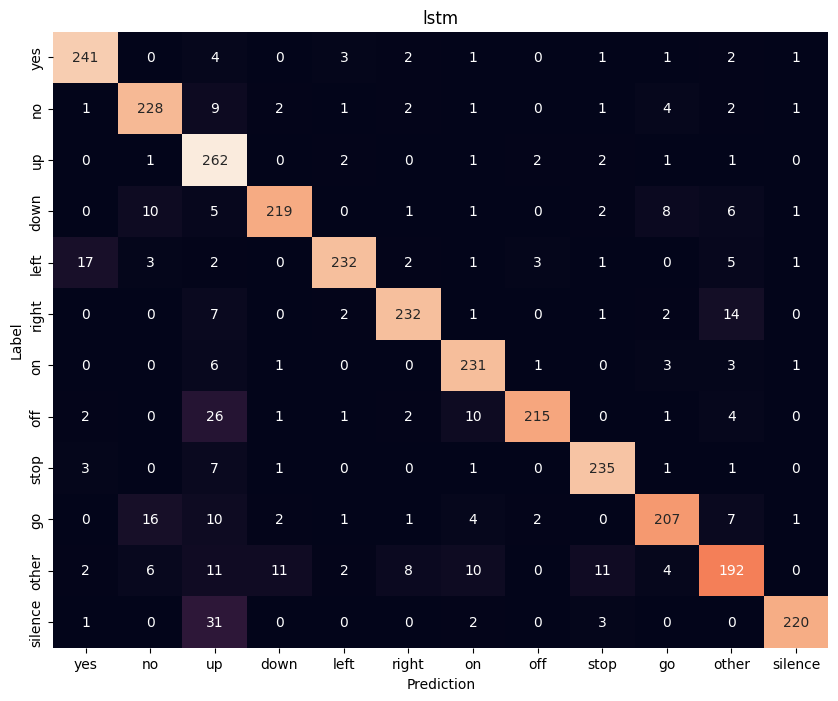 lstm
yes 241 0 4 0 3 2 1 0 1 1 2 1
no 1 228 9 2 1 2 1 0 1 4 2 1
up 0 1 262 0 2 0 1 2 2 1 1 0
down 0 10 5 219 0 1 1 0 2 8 6 1
left 17 3 2 0 232 2 1 3 1 0 5 1
Label
right 0 0 7 0 2 232 1 0 1 2 14 0
on 0 0 6 1 0 0 231 1 0 3 3 1
off 2 0 26 1 1 2 10 215 0 1 4 0
stop 3 0 7 1 0 0 1 0 235 1 1 0
go 0 16 10 2 1 1 4 2 0 207 7 1
other 2 6 11 11 2 8 10 0 11 4 192 0
silence 1 0 31 0 0 0 2 0 3 0 0 220
yes no up down left right on off stop go other silence
Prediction